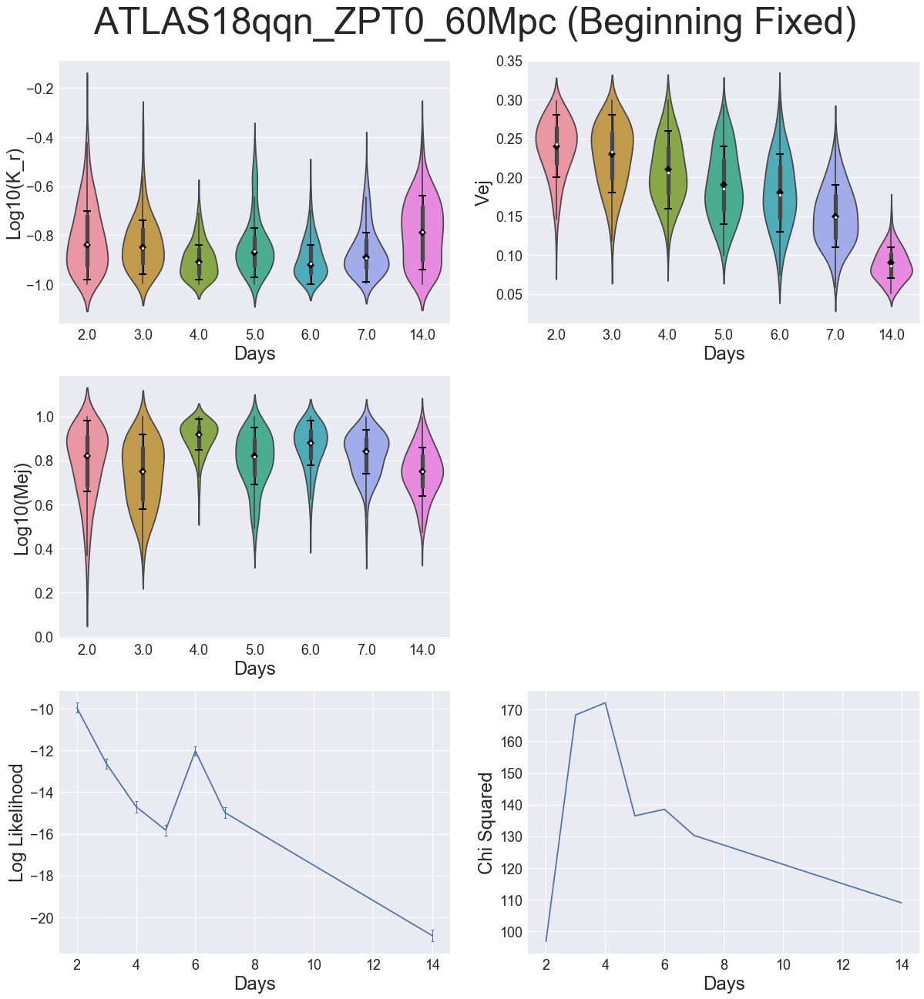 ATLAS18qqn_ZPT0_60Mpc (Beginning Fixed)
Log10(K_r)
−0.2
−0.4
−0.6
−0.8
−1.0
2.0 3.0 4.0 5.0 6.0 7.0 14.0
Days
Vej
0.35
0.30
0.25
0.20
0.15
0.10
0.05
2.0 3.0 4.0 5.0 6.0 7.0 14.0
Days
Log10(Mej)
1.0
0.8
0.6
0.4
0.2
0.0
2.0 3.0 4.0 5.0 6.0 7.0 14.0
Days
Log Likelihood
−10
−12
−14
−16
−18
−20
2 4 6 8 10 12 14
Days
Chi Squared
170
160
150
140
130
120
110
100
2 4 6 8 10 12 14
Days